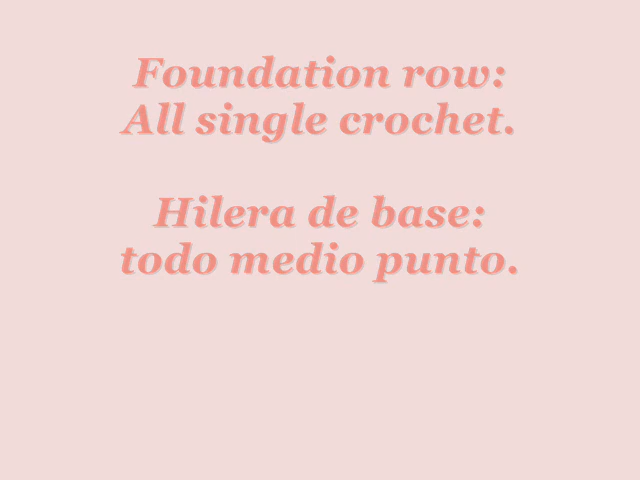 Foundation row:
All single crochet.
Hilera de base:
todo medio punto.